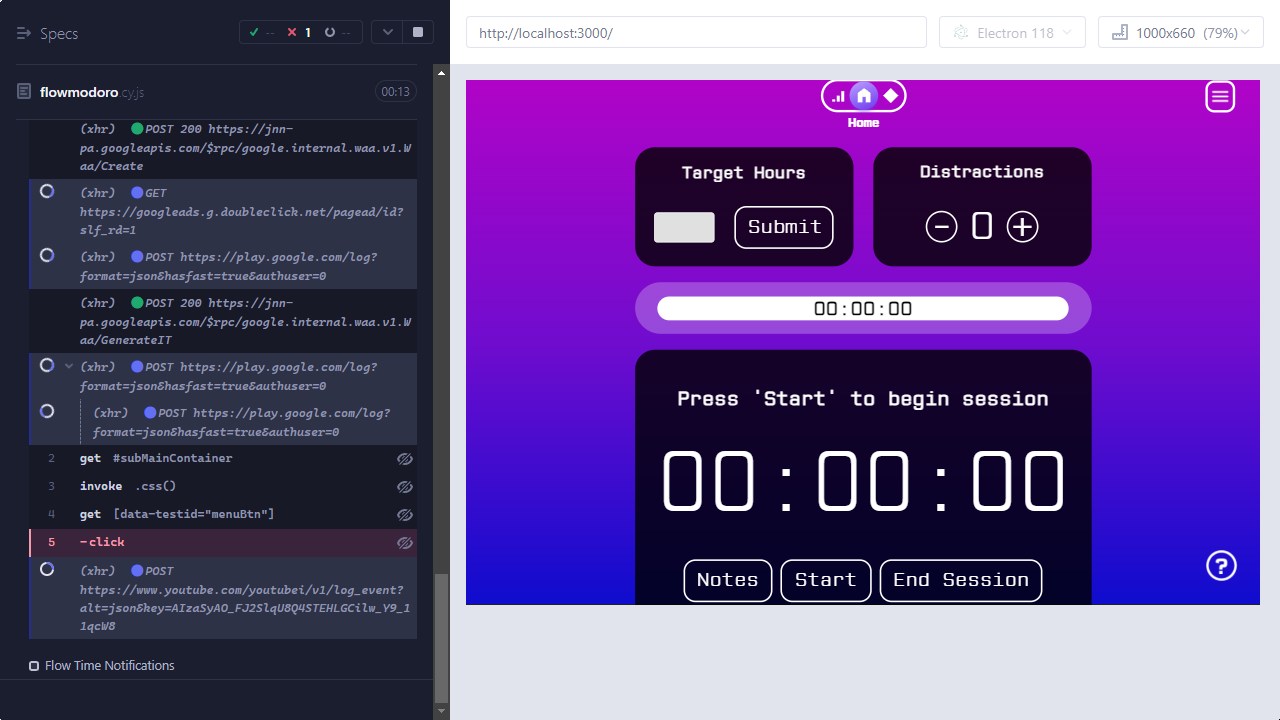 Specs
-- 1 --
http://localhost:3000/
Electron 118
1000x660 (79%)
flowmodoro.cy.js
00:13
(xhr) POST 200 https://jnn-
pa.googleapis.com/$rpc/google.internal.waa.v1.W
aa/Create
(xhr) GET
https://googleads.g.doubleclick.net/pagead/id?
slf_rd=1
(xhr) POST https://play.google.com/log?
format=json&hasfast=true&authuser=0
(xhr) POST 200 https://jnn-
pa.googleapis.com/$rpc/google.internal.waa.v1.W
aa/GenerateIT
(xhr) POST https://play.google.com/log?
format=json&hasfast=true&authuser=0
(xhr) POST https://play.google.com/log?
format=json&hasfast=true&authuser=0
2 get #subMainContainer
3 invoke .css()
4 get [data-testid="menuBtn"]
5 -click
(xhr) POST
https://www.youtube.com/youtubei/v1/log_event?
alt=json&key=AIzaSyAO_FJ2SlqU8Q4STEHLGCilw_Y9_1
1qcW8
Flow Time Notifications
Home
Target Hours
Submit
Distractions
0
00:00:00
Press 'Start' to begin session
00:00:00
Notes
Start
End Session
?